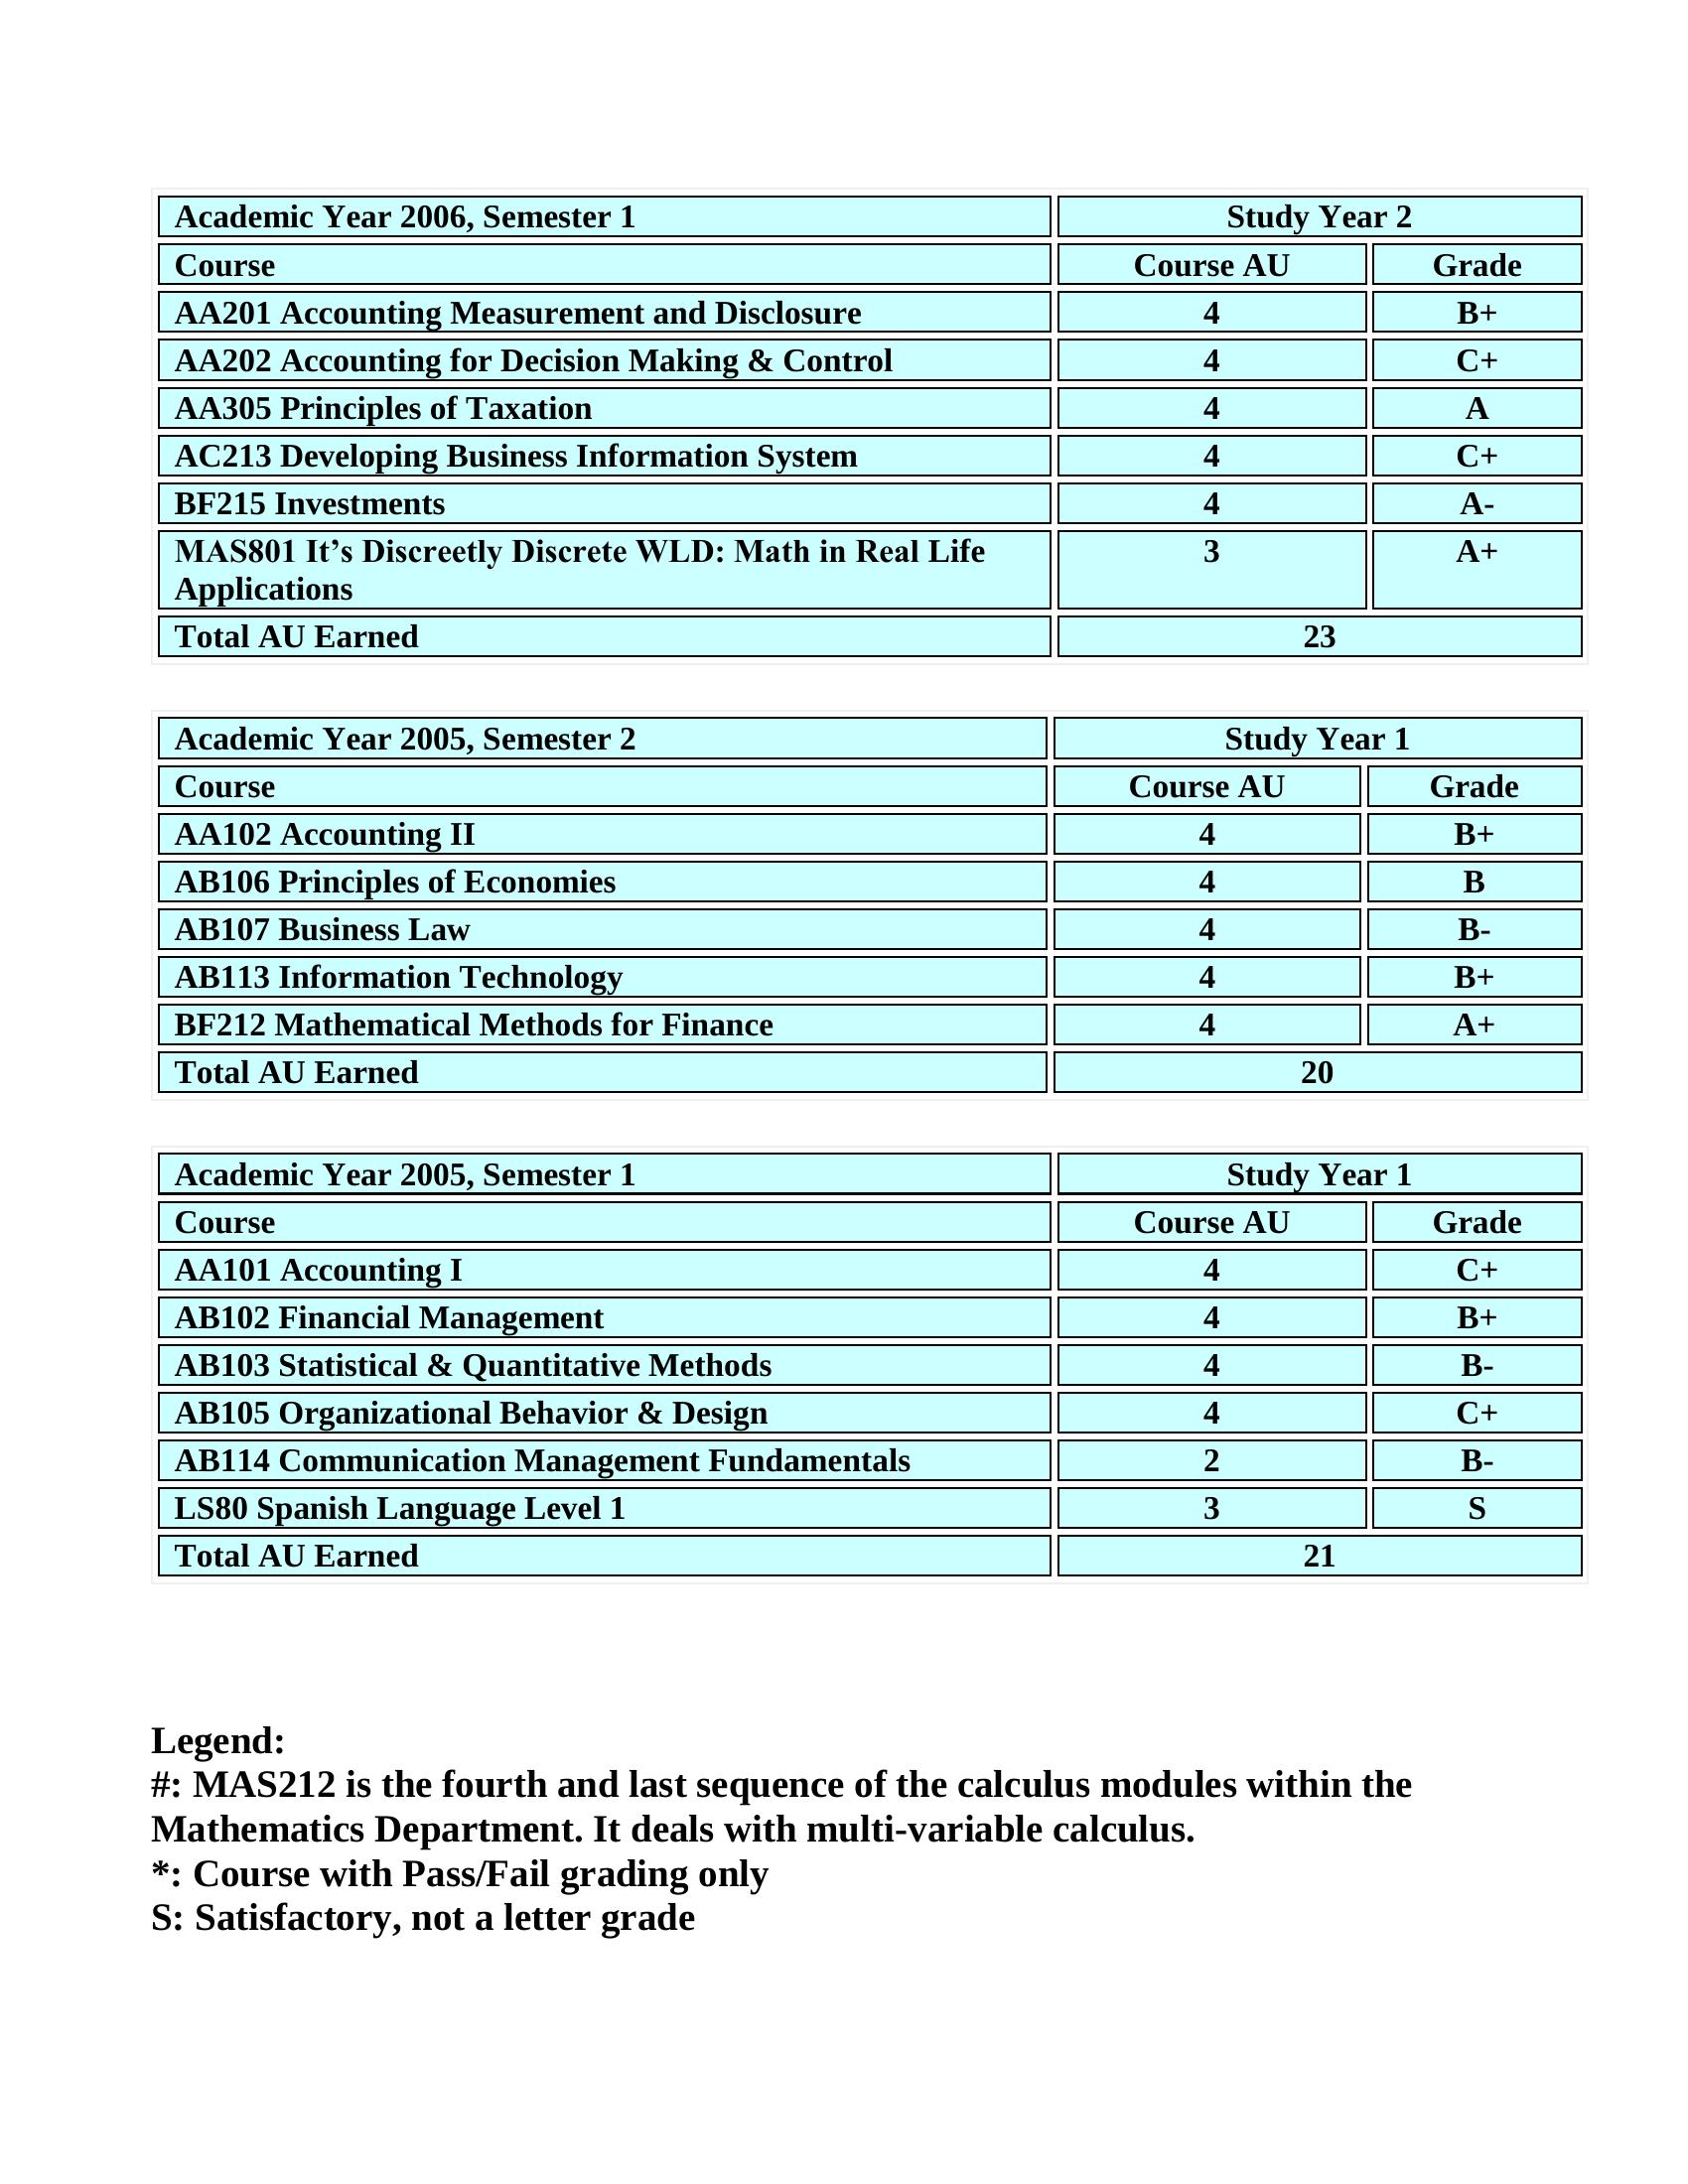 Academic Year 2006, Semester 1 Study Year 2
Course Course AU Grade
AA201 Accounting Measurement and Disclosure 4 B+
AA202 Accounting for Decision Making & Control 4 C+
AA305 Principles of Taxation 4 A
AC213 Developing Business Information System 4 C+
BF215 Investments 4 A-
MAS801 It’s Discreetly Discrete WLD: Math in Real Life 3 A+
Applications
Total AU Earned 23
Academic Year 2005, Semester 2 Study Year 1
Course Course AU Grade
AA102 Accounting II 4 B+
AB106 Principles of Economies 4 B
AB107 Business Law 4 B-
AB113 Information Technology 4 B+
BF212 Mathematical Methods for Finance 4 A+
Total AU Earned 20
Academic Year 2005, Semester 1 Study Year 1
Course Course AU Grade
AA101 Accounting I 4 C+
AB102 Financial Management 4 B+
AB103 Statistical & Quantitative Methods 4 B-
AB105 Organizational Behavior & Design 4 C+
AB114 Communication Management Fundamentals 2 B-
LS80 Spanish Language Level 1 3 S
Total AU Earned 21
Legend:
#: MAS212 is the fourth and last sequence of the calculus modules within the
Mathematics Department. It deals with multi-variable calculus.
*: Course with Pass/Fail grading only
S: Satisfactory, not a letter grade